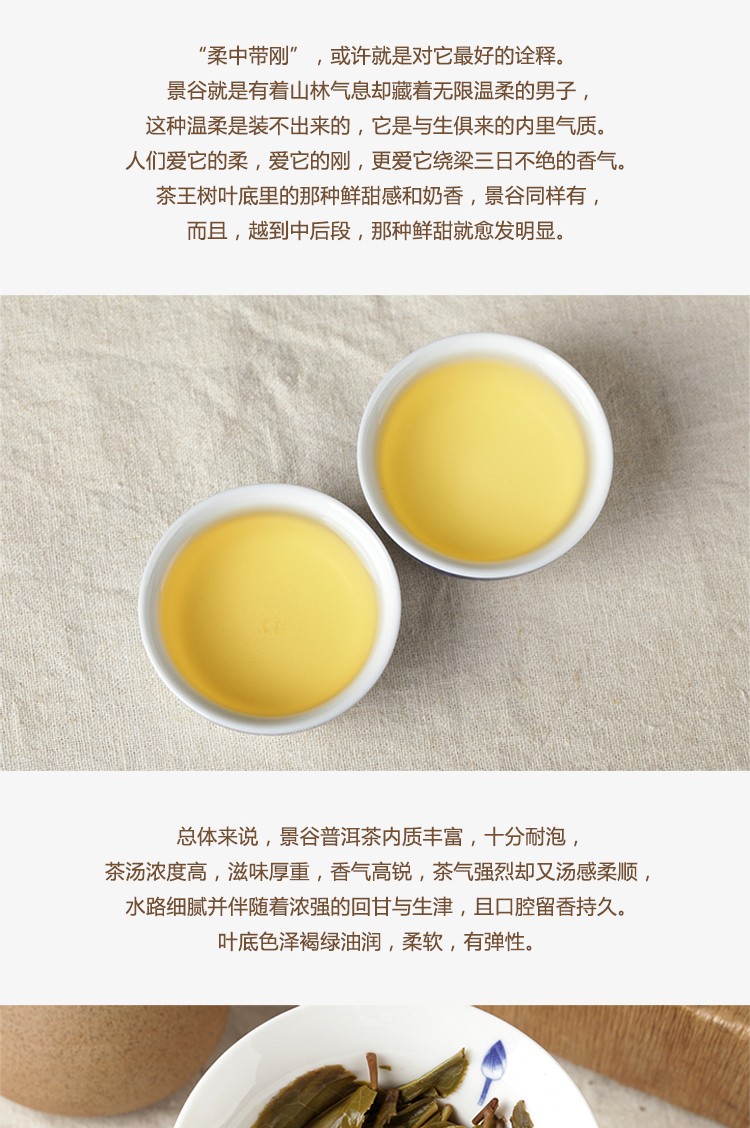 “柔中带刚”，或许就是对它最好的诠释。
景谷就是有着山林气息却藏着无限温柔的男子，
这种温柔是装不出来的，它是与生俱来的内里气质。
人们爱它的柔，爱它的刚，更爱它绕梁三日不绝的香气。
茶王树叶底里的那种鲜甜感和奶香，景谷同样有，
而且，越到中后段，那种鲜甜就愈发明显。
总体来说，景谷普洱茶内质丰富，十分耐泡，
茶汤浓度高，滋味厚重，香气高锐，茶气强烈却又汤感柔顺，
水路细腻并伴随着浓强的回甘与生津，且口腔留香持久。
叶底色泽褐绿油润，柔软，有弹性。